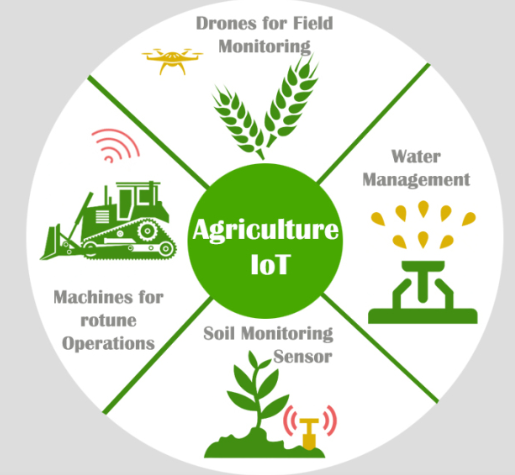 Drones for Field
Monitoring
Water
Management
Agriculture
IoT
Machines for
rotune
Operations
Soil Monitoring
Sensor